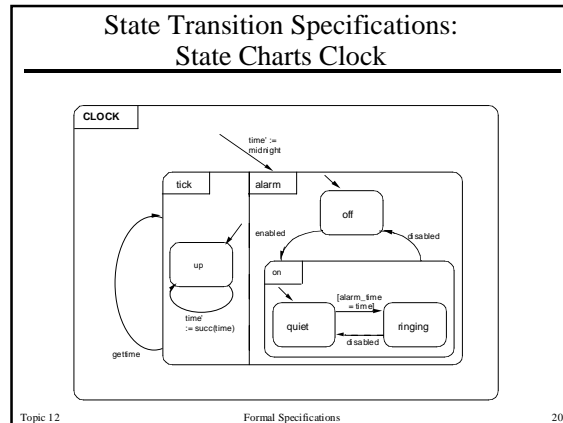 State Transition Specifications:
State Charts Clock
CLOCK
time' :=
midnight
tick
alarm
off
enabled
disabled
up
on
[alarm_time
= time]
quiet
ringing
time'
:= succ(time)
disabled
gettime
Topic 12
Formal Specifications
20